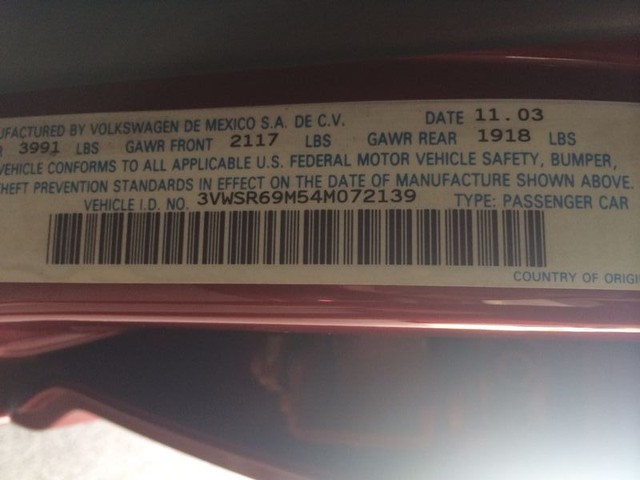 UFACTURED BY VOLKSWAGEN DE MEXICO S.A. DE C.V. DATE 11.03
R 3991 LBS GAWR FRONT 2117 LBS GAWR REAR 1918 LBS
VEHICLE CONFORMS TO ALL APPLICABLE U.S. FEDERAL MOTOR VEHICLE SAFETY, BUMPER,
THEFT PREVENTION STANDARDS IN EFFECT ON THE DATE OF MANUFACTURE SHOWN ABOVE.
VEHICLE I.D. NO. 3VWSR69M54M072139 TYPE: PASSENGER CAR
COUNTRY OF ORIGI